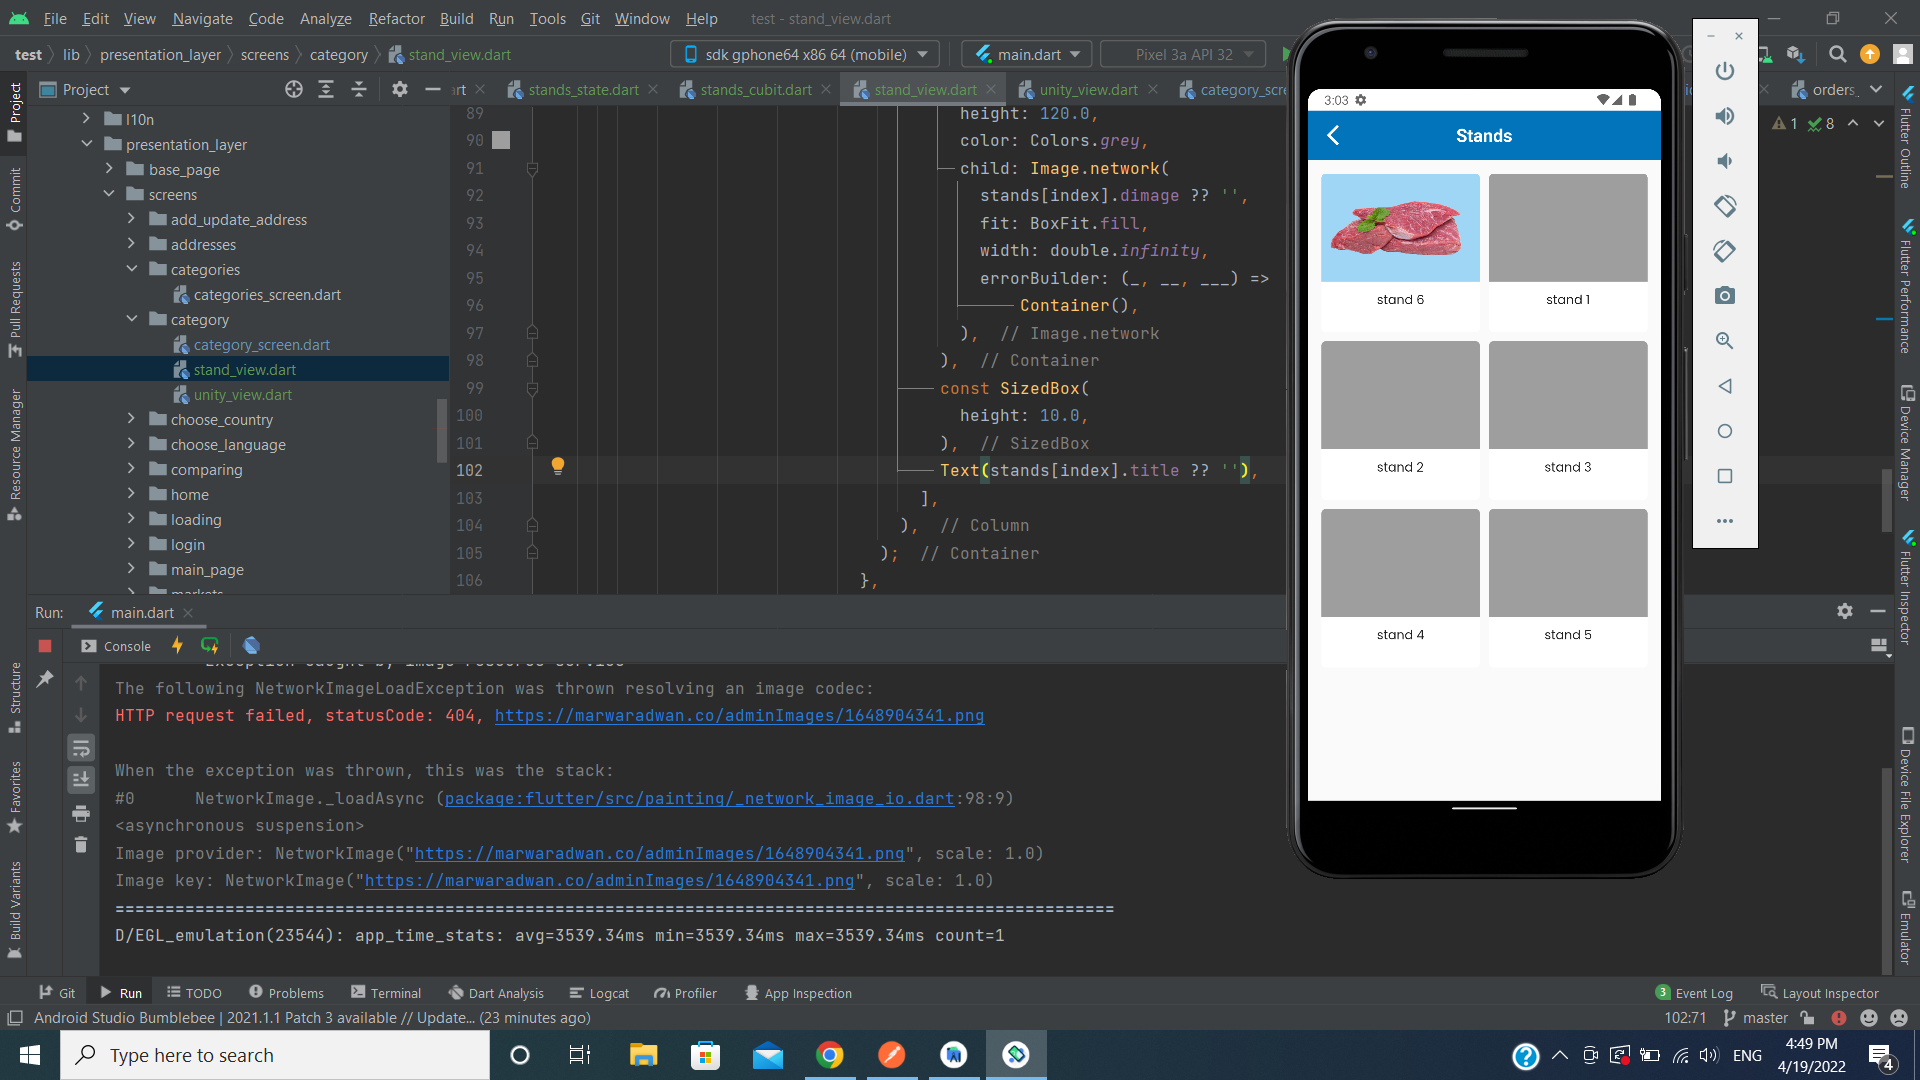 File Edit View Navigate Code Analyze Refactor Build Run Tools Git Window Help test - stand_view.dart
test lib presentation_layer screens category stand_view.dart sdk gphone64 x86 64 (mobile) main.dart Pixel 3a API 32
Project art stands_state.dart stands_cubit.dart stand_view.dart unity_view.dart category_scre orders_
l10n
presentation_layer
base_page
screens
add_update_address
addresses
categories
categories_screen.dart
category
category_screen.dart
stand_view.dart
unity_view.dart
choose_country
choose_language
comparing
home
loading
login
main_page
markets
89 height: 120.0,
90 color: Colors.grey,
91 child: Image.network(
92 stands[index].dimage ?? '',
93 fit: BoxFit.fill,
94 width: double.infinity,
95 errorBuilder: (_, __, ___) =>
96 Container(),
97 ), // Image.network
98 ), // Container
99 const SizedBox(
100 height: 10.0,
101 ), // SizedBox
102 Text(stands[index].title ?? ''),
103 ],
104 ), // Column
105 ); // Container
106 },
1 8
3:03
Stands
stand 6 stand 1
stand 2 stand 3
stand 4 stand 5
Project
Commit
Pull Requests
Resource Manager
Structure
Favorites
Build Variants
Flutter Outline
Flutter Performance
Device Manager
Flutter Inspector
Device File Explorer
Emulator
Run: main.dart
Console
Exception caught by image resource service
The following NetworkImageLoadException was thrown resolving an image codec:
HTTP request failed, statusCode: 404, https://marwaradwan.co/adminImages/1648904341.png
When the exception was thrown, this was the stack:
#0 NetworkImage._loadAsync (package:flutter/src/painting/_network_image_io.dart:98:9)
<asynchronous suspension>
Image provider: NetworkImage("https://marwaradwan.co/adminImages/1648904341.png", scale: 1.0)
Image key: NetworkImage("https://marwaradwan.co/adminImages/1648904341.png", scale: 1.0)
====================================================================================================
D/EGL_emulation(23544): app_time_stats: avg=3539.34ms min=3539.34ms max=3539.34ms count=1
Git Run TODO Problems Terminal Dart Analysis Logcat Profiler App Inspection 3 Event Log Layout Inspector
Android Studio Bumblebee | 2021.1.1 Patch 3 available // Update... (23 minutes ago) 102:71 master
Type here to search ENG 4:49 PM
4/19/2022 4